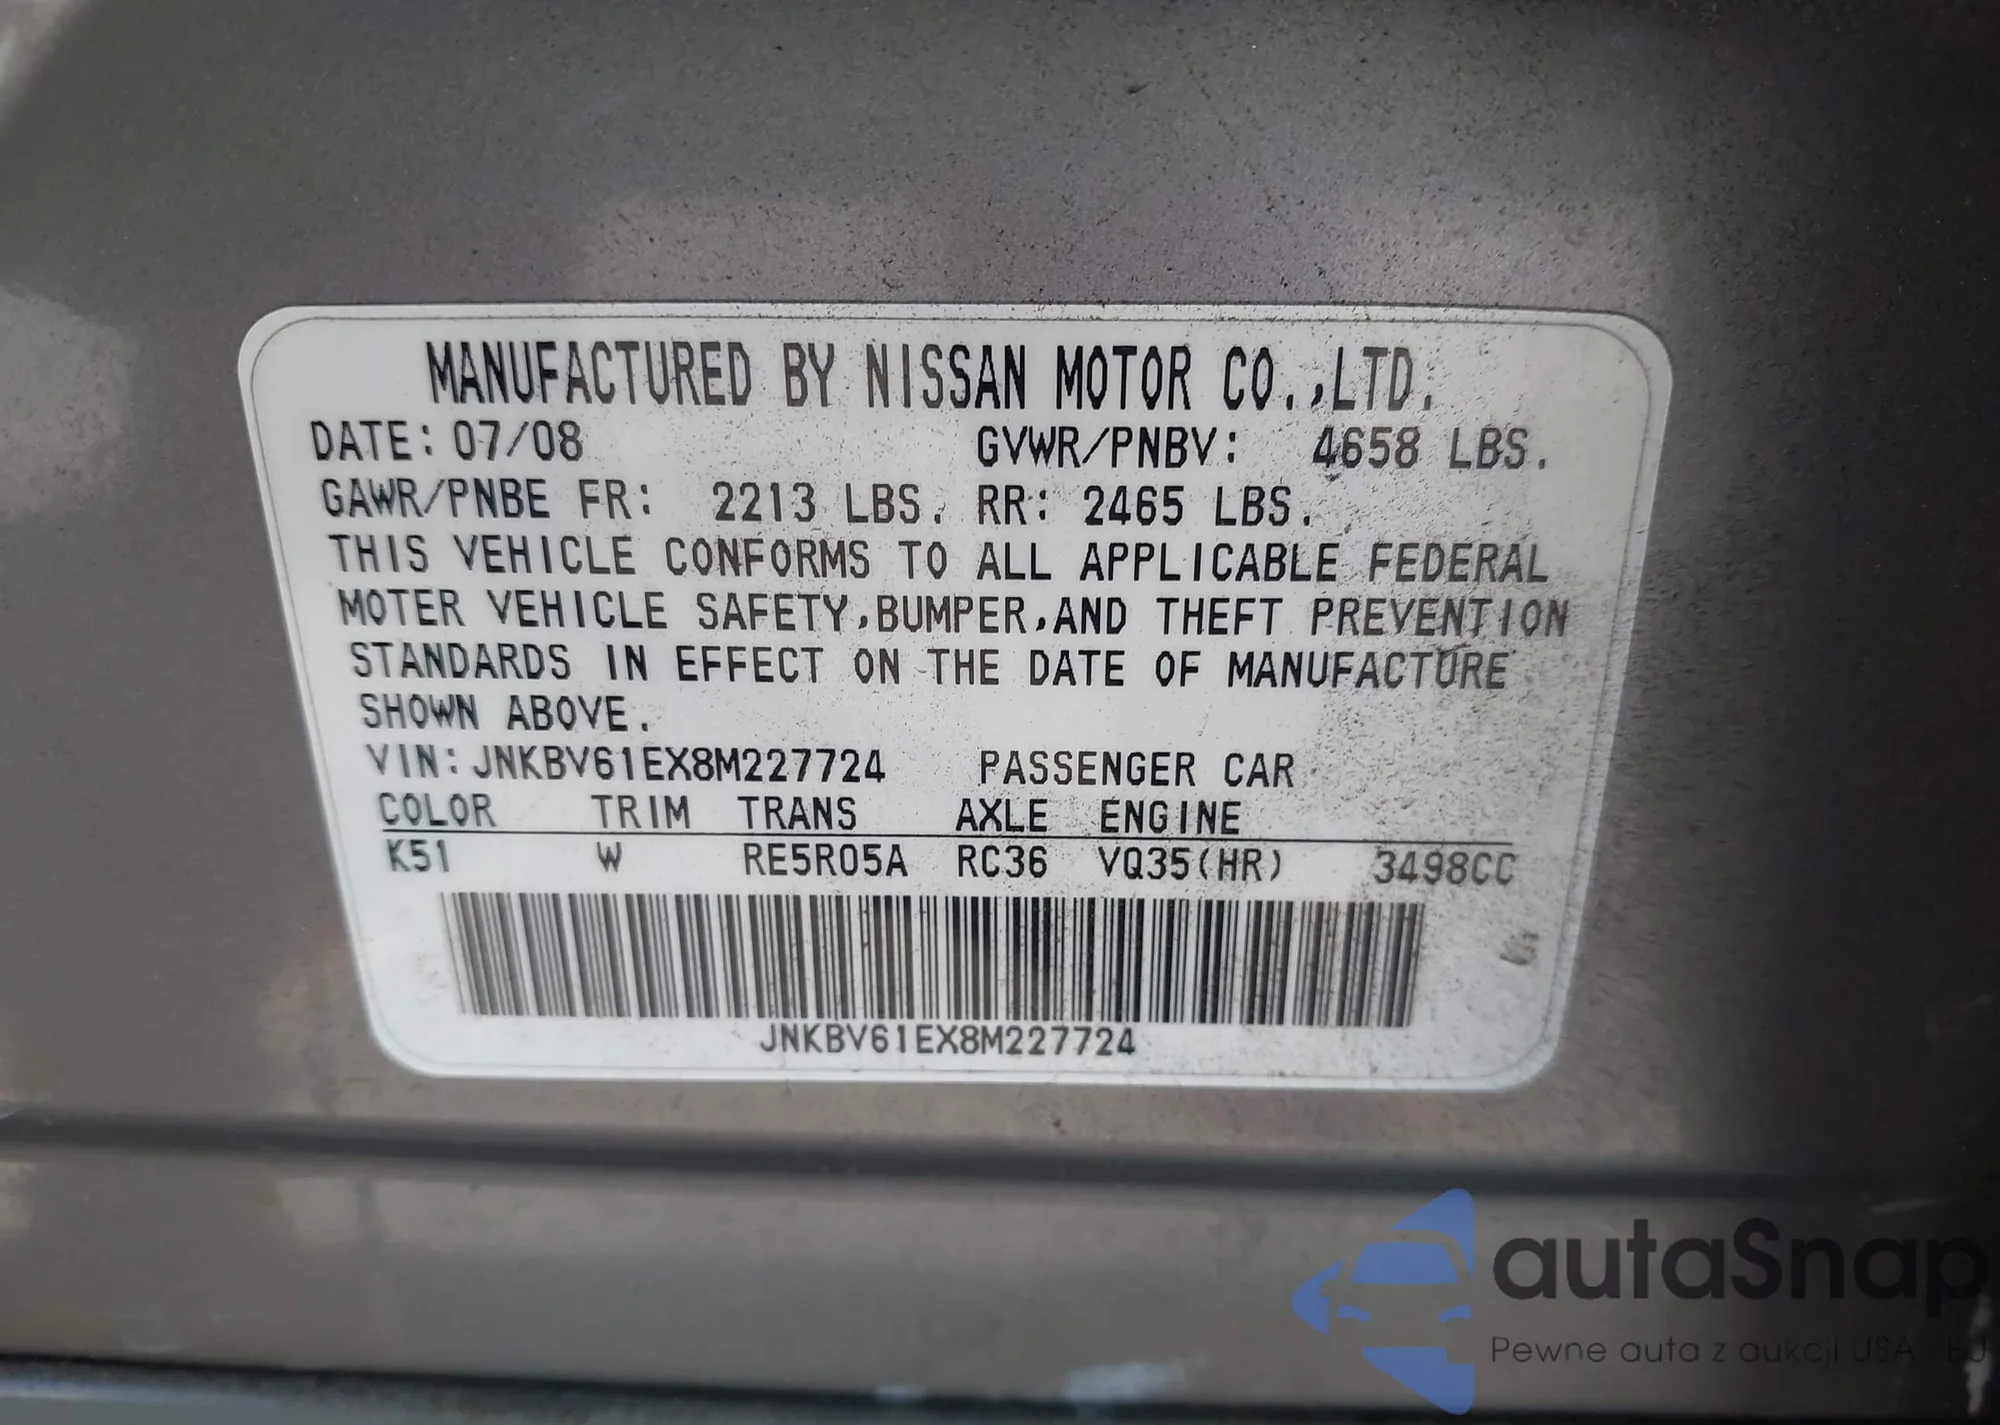 MANUFACTURED BY NISSAN MOTOR CO.,LTD.
DATE: 07/08 GVWR/PNBV: 4658 LBS.
GAWR/PNBE FR: 2213 LBS. RR: 2465 LBS.
THIS VEHICLE CONFORMS TO ALL APPLICABLE FEDERAL
MOTER VEHICLE SAFETY,BUMPER,AND THEFT PREVENTION
STANDARDS IN EFFECT ON THE DATE OF MANUFACTURE
SHOWN ABOVE.
VIN: JNKBV61EX8M227724 PASSENGER CAR
COLOR TRIM TRANS AXLE ENGINE
K51 W RE5R05A RC36 VQ35(HR) 3498CC
JNKBV61EX8M227724
autaSnap
Pewne auta z aukcji USA EU